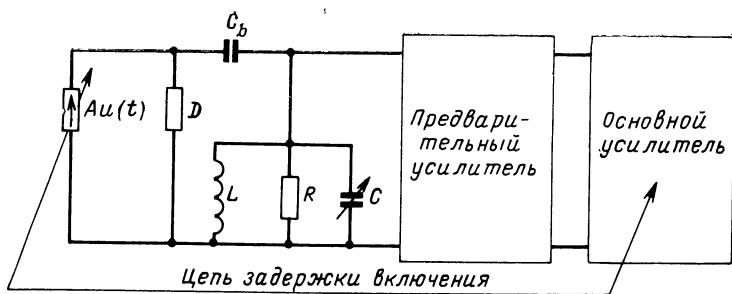 C_b
Au(t)
D
L
R
C
Предвари-
тельный
усилитель
Основной
усилитель
Цепь задержки включения